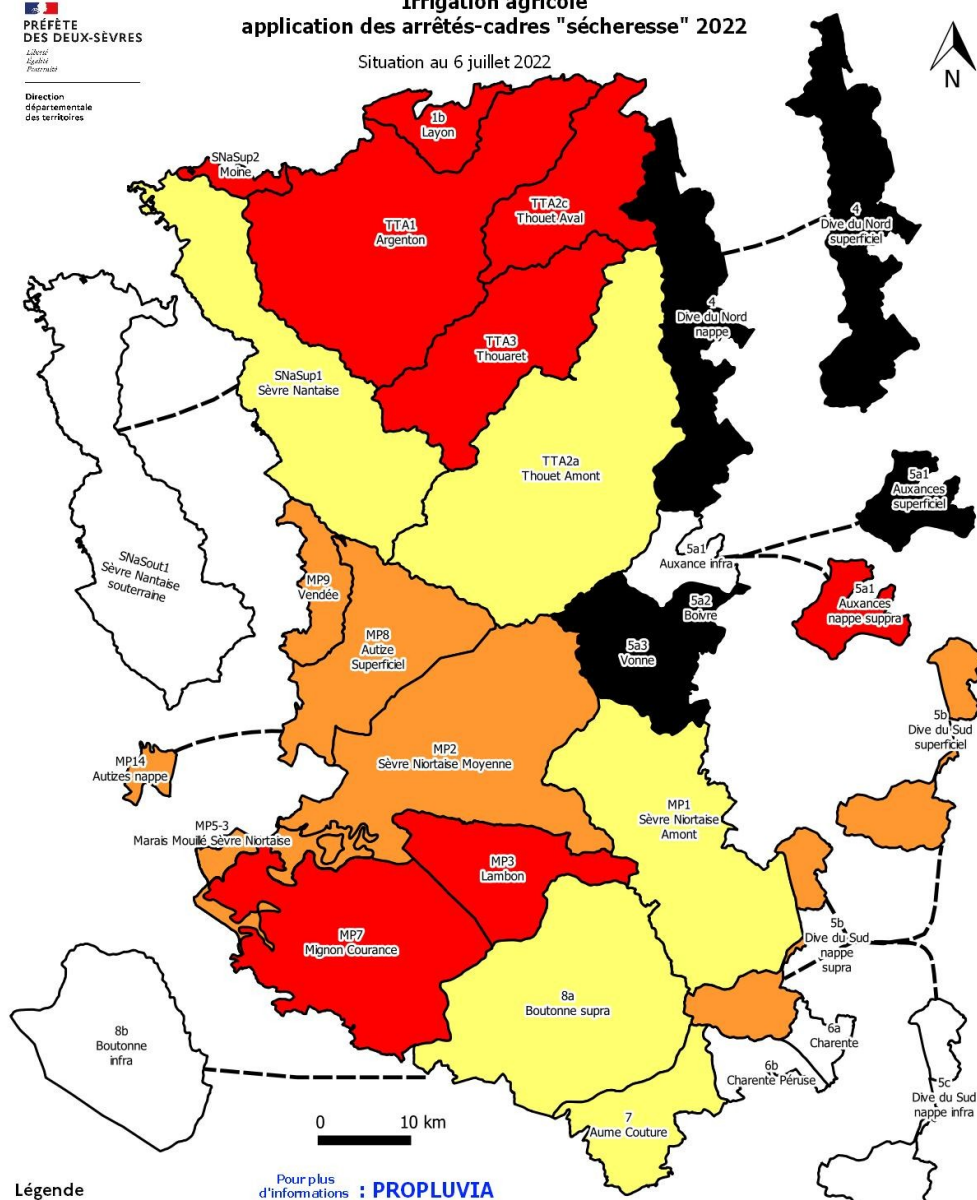 Irrigation agricole
application des arrêtés-cadres "sécheresse" 2022
Situation au 6 juillet 2022
PRÉFÈTE
DES DEUX-SÈVRES
Liberté
Égalité
Fraternité
Direction
départementale
des territoires
N
1b
Layon
SNaSup2
Moine
TTA1
Argenton
TTA2c
Thouet Aval
4
Dive du Nord
superficiel
4
Dive du Nord
nappe
TTA3
Thouaret
SNaSup1
Sèvre Nantaise
TTA2a
Thouet Amont
5a1
Auxances
superficiel
5a1
Auxance infra
SNaSout1
Sèvre Nantaise
souterraine
MP9
Vendée
5a1
Auxances
nappe suppra
5a2
Boivre
MP8
Autize
Superficiel
5a3
Vonne
5b
Dive du Sud
superficiel
MP14
Autizes nappe
MP2
Sèvre Niortaise Moyenne
MP1
Sèvre Niortaise
Amont
MP5-3
Marais Mouillé Sèvre Niortaise
MP3
Lambon
MP7
Mignon Courance
5b
Dive du Sud
nappe
supra
8a
Boutonne supra
8b
Boutonne
infra
6a
Charente
6b
Charente Péruse
5c
Dive du Sud
nappe infra
7
Aume Couture
0 10 km
Légende
Pour plus
d'informations : PROPLUVIA